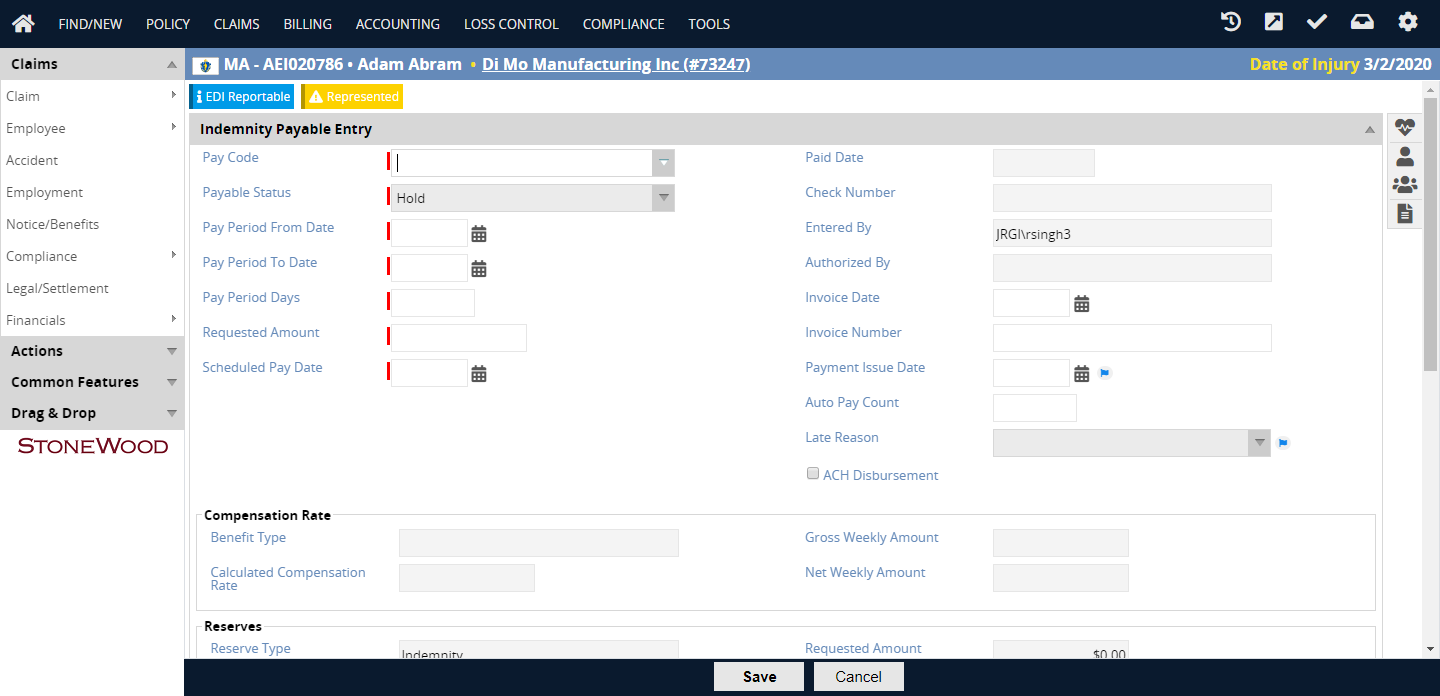 FIND/NEW POLICY CLAIMS BILLING ACCOUNTING LOSS CONTROL COMPLIANCE TOOLS
Claims
Claim
Employee
Accident
Employment
Notice/Benefits
Compliance
Legal/Settlement
Financials
Actions
Common Features
Drag & Drop
STONEWOOD
MA - AEI020786 • Adam Abram • Di Mo Manufacturing Inc (#73247) Date of Injury 3/2/2020
EDI Reportable Represented
Indemnity Payable Entry
Pay Code
Payable Status Hold
Pay Period From Date
Pay Period To Date
Pay Period Days
Requested Amount
Scheduled Pay Date
Paid Date
Check Number
Entered By JRGI\rsingh3
Authorized By
Invoice Date
Invoice Number
Payment Issue Date
Auto Pay Count
Late Reason
ACH Disbursement
Compensation Rate
Benefit Type
Calculated Compensation
Rate
Gross Weekly Amount
Net Weekly Amount
Reserves
Reserve Type Indemnity
Requested Amount $0.00
Save Cancel